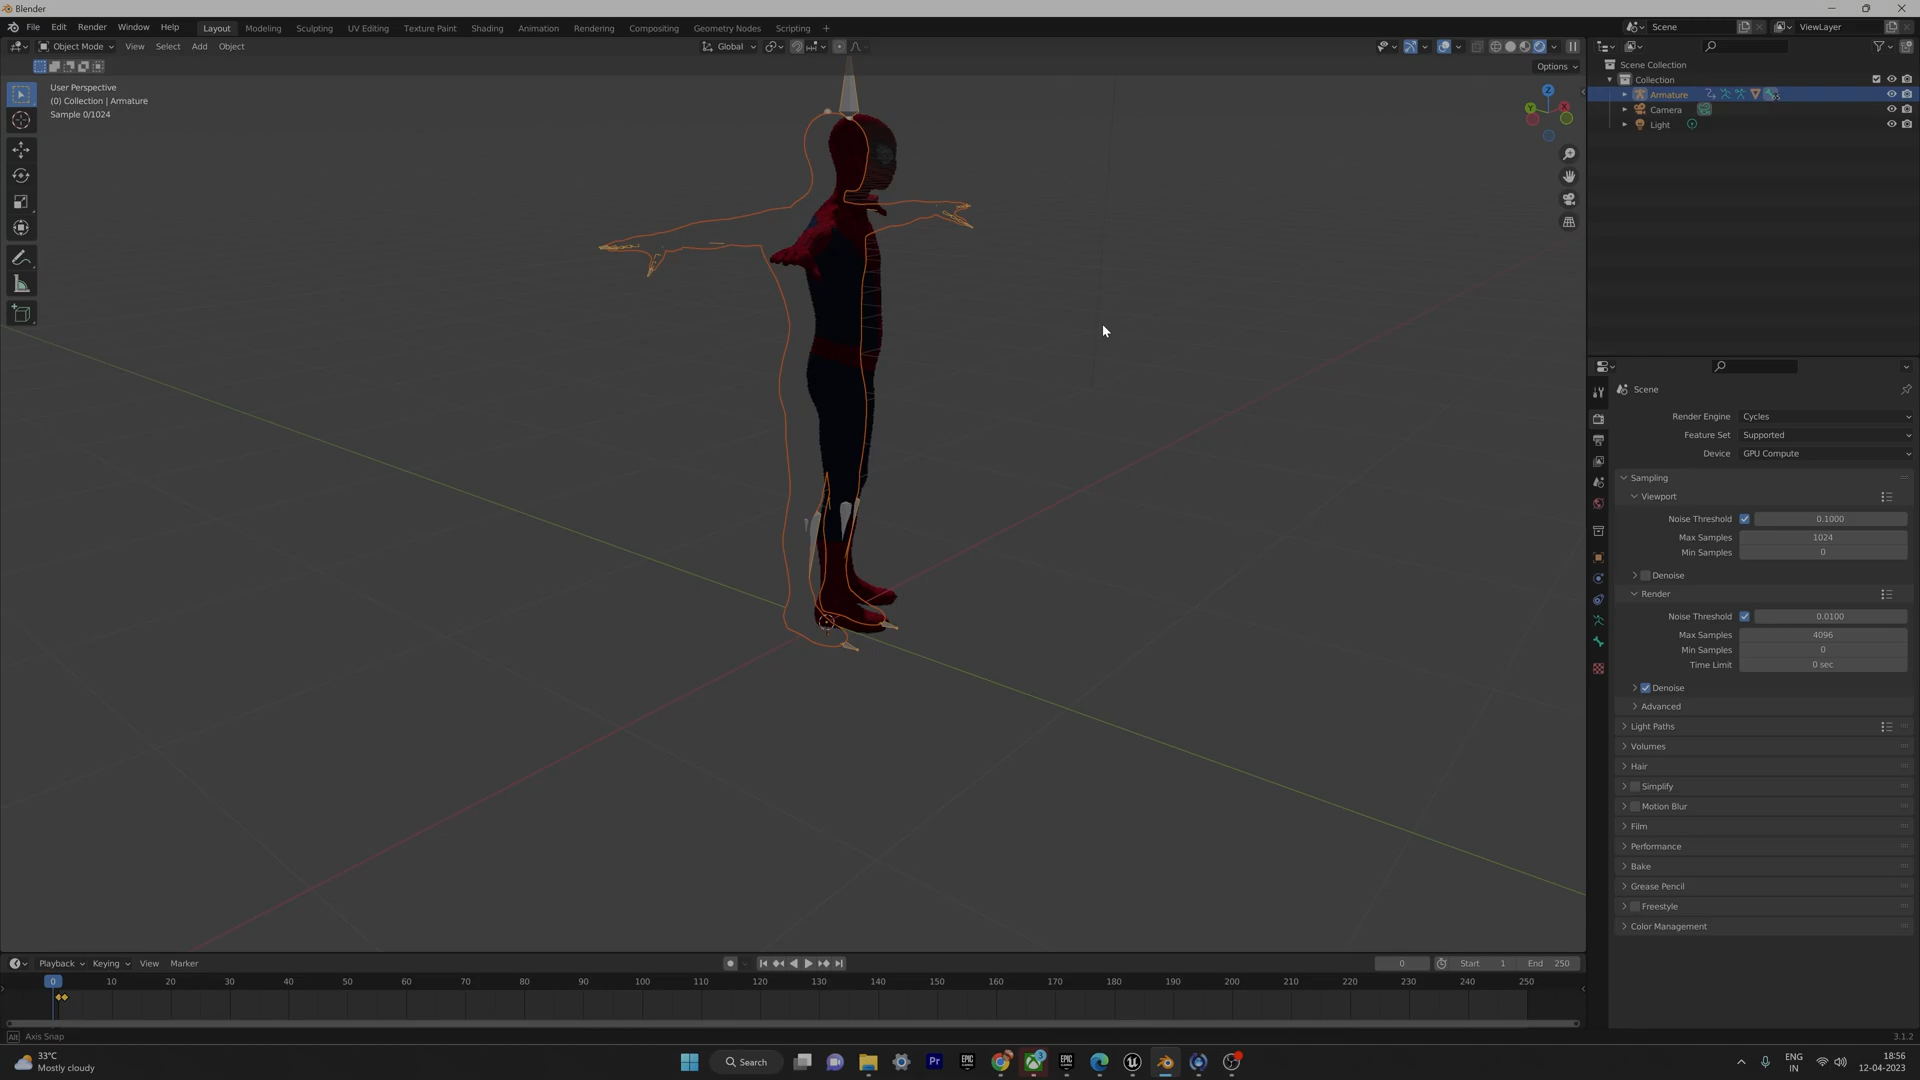 Blender
File Edit Render Window Help Layout Modeling Sculpting UV Editing Texture Paint Shading Animation Rendering Compositing Geometry Nodes Scripting + Scene ViewLayer
Object Mode View Select Add Object Global
Options
User Perspective
(0) Collection | Armature
Sample 0/1024
Z
Y
X
Scene Collection
Collection
Armature
Camera
Light
Scene
Render Engine Cycles
Feature Set Supported
Device GPU Compute
Sampling
Viewport
Noise Threshold 0.1000
Max Samples 1024
Min Samples 0
Denoise
Render
Noise Threshold 0.0100
Max Samples 4096
Min Samples 0
Time Limit 0 sec
Denoise
Advanced
Light Paths
Volumes
Hair
Simplify
Motion Blur
Film
Performance
Bake
Grease Pencil
Freestyle
Color Management
Playback Keying View Marker 0 Start 1 End 250
0 10 20 30 40 50 60 70 80 90 100 110 120 130 140 150 160 170 180 190 200 210 220 230 240 250
Alt Axis Snap 3.1.2
33°C
Mostly cloudy
Search
Pr
EPIC
3
EPIC
ENG
IN
18:56
12-04-2023